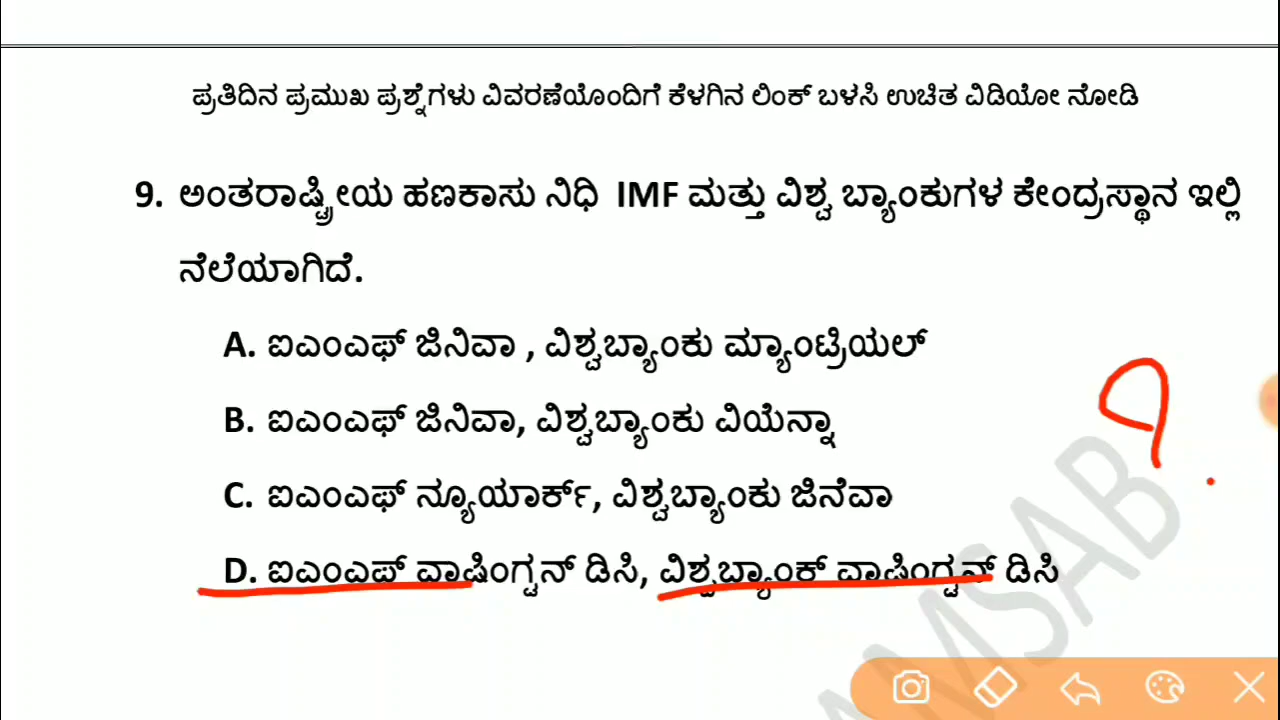 ಪ್ರತಿದಿನ ಪ್ರಮುಖ ಪ್ರಶ್ನೆಗಳು ವಿವರಣೆಯೊಂದಿಗೆ ಕೆಳಗಿನ ಲಿಂಕ್ ಬಳಸಿ ಉಚಿತ ವಿಡಿಯೋ ನೋಡಿ
9. ಅಂತರಾಷ್ಟ್ರೀಯ ಹಣಕಾಸು ನಿಧಿ IMF ಮತ್ತು ವಿಶ್ವ ಬ್ಯಾಂಕುಗಳ ಕೇಂದ್ರಸ್ಥಾನ ಇಲ್ಲಿ
ನೆಲೆಯಾಗಿದೆ.
A. ಐಎಂಎಫ್ ಜಿನಿವಾ , ವಿಶ್ವಬ್ಯಾಂಕು ಮ್ಯಾಂಟ್ರಿಯಲ್
B. ಐಎಂಎಫ್ ಜಿನಿವಾ, ವಿಶ್ವಬ್ಯಾಂಕು ವಿಯೆನ್ನಾ
C. ಐಎಂಎಫ್ ನ್ಯೂಯಾರ್ಕ್, ವಿಶ್ವಬ್ಯಾಂಕು ಜಿನೆವಾ
D. ಐಎಂಎಫ್ ವಾಷಿಂಗ್ಟನ್ ಡಿಸಿ, ವಿಶ್ವಬ್ಯಾಂಕ್ ವಾಷಿಂಗ್ಟನ್ ಡಿಸಿ